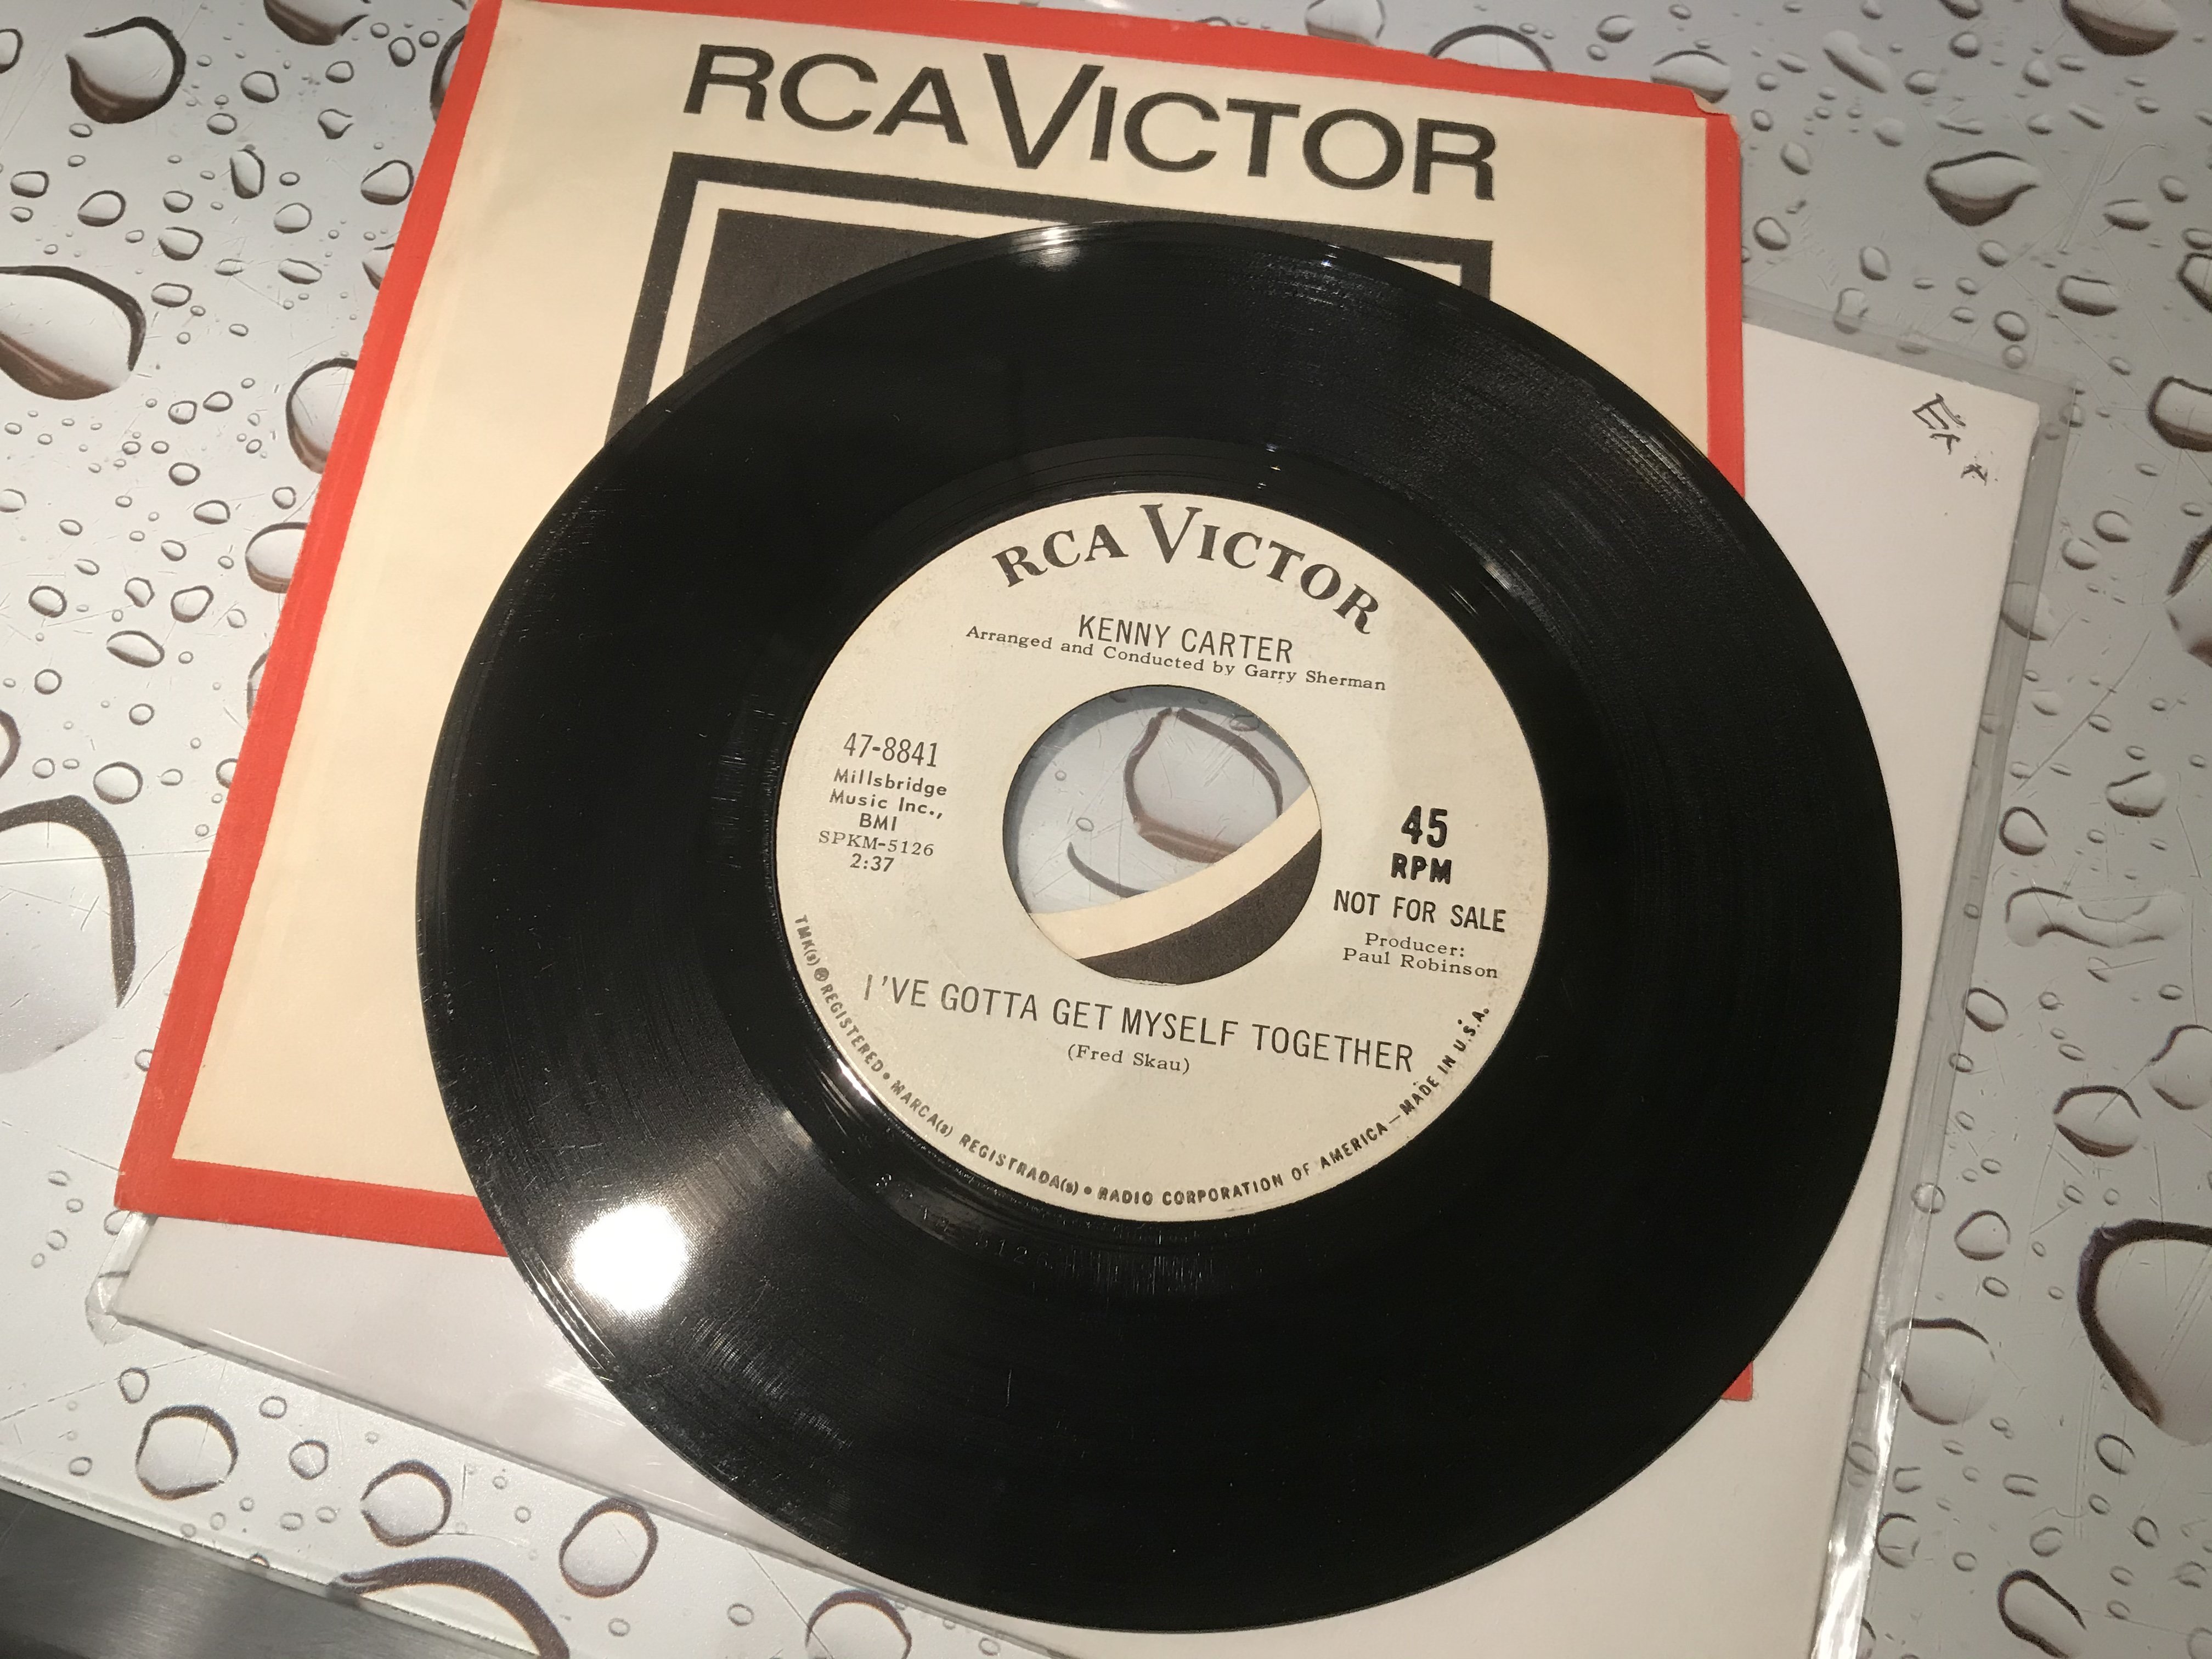 RCA VICTOR
Ex +
RCA VICTOR
KENNY CARTER
Arranged and Conducted by Garry Sherman
47-8841
Millsbridge
Music Inc.,
BMI
SPKM-5126
2:37
45
RPM
NOT FOR SALE
Producer:
Paul Robinson
I'VE GOTTA GET MYSELF TOGETHER
(Fred Skau)
TMK(s) ® REGISTERED • MARCA(s) REGISTRADA(s) • RADIO CORPORATION OF AMERICA—MADE IN U.S.A.